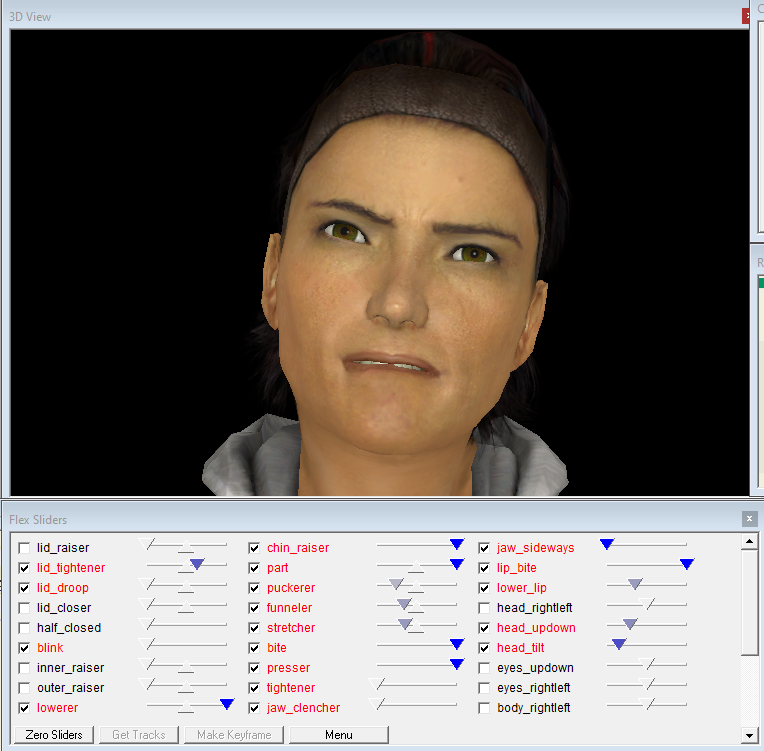 3D View
Flex Sliders
lid_raiser chin_raiser jaw_sideways
lid_tightener part lip_bite
lid_droop puckerer lower_lip
lid_closer funneler head_rightleft
half_closed stretcher head_updown
blink bite head_tilt
inner_raiser presser eyes_updown
outer_raiser tightener eyes_rightleft
lowerer jaw_clencher body_rightleft
Zero Sliders Get Tracks Make Keyframe Menu